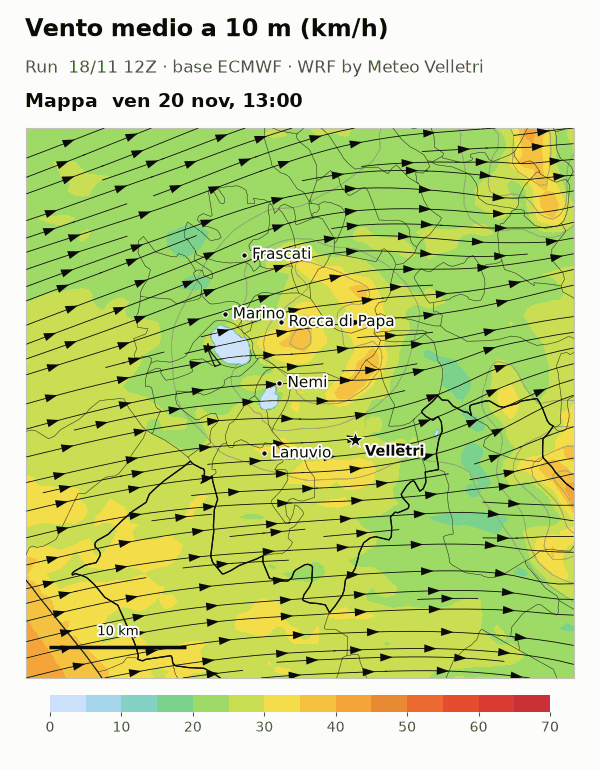 Vento medio a 10 m (km/h)
Run 18/11 12Z · base ECMWF · WRF by Meteo Velletri
Mappa ven 20 nov, 13:00
Frascati
Marino
Rocca di Papa
Nemi
Velletri
Lanuvio
10 km
0 10 20 30 40 50 60 70